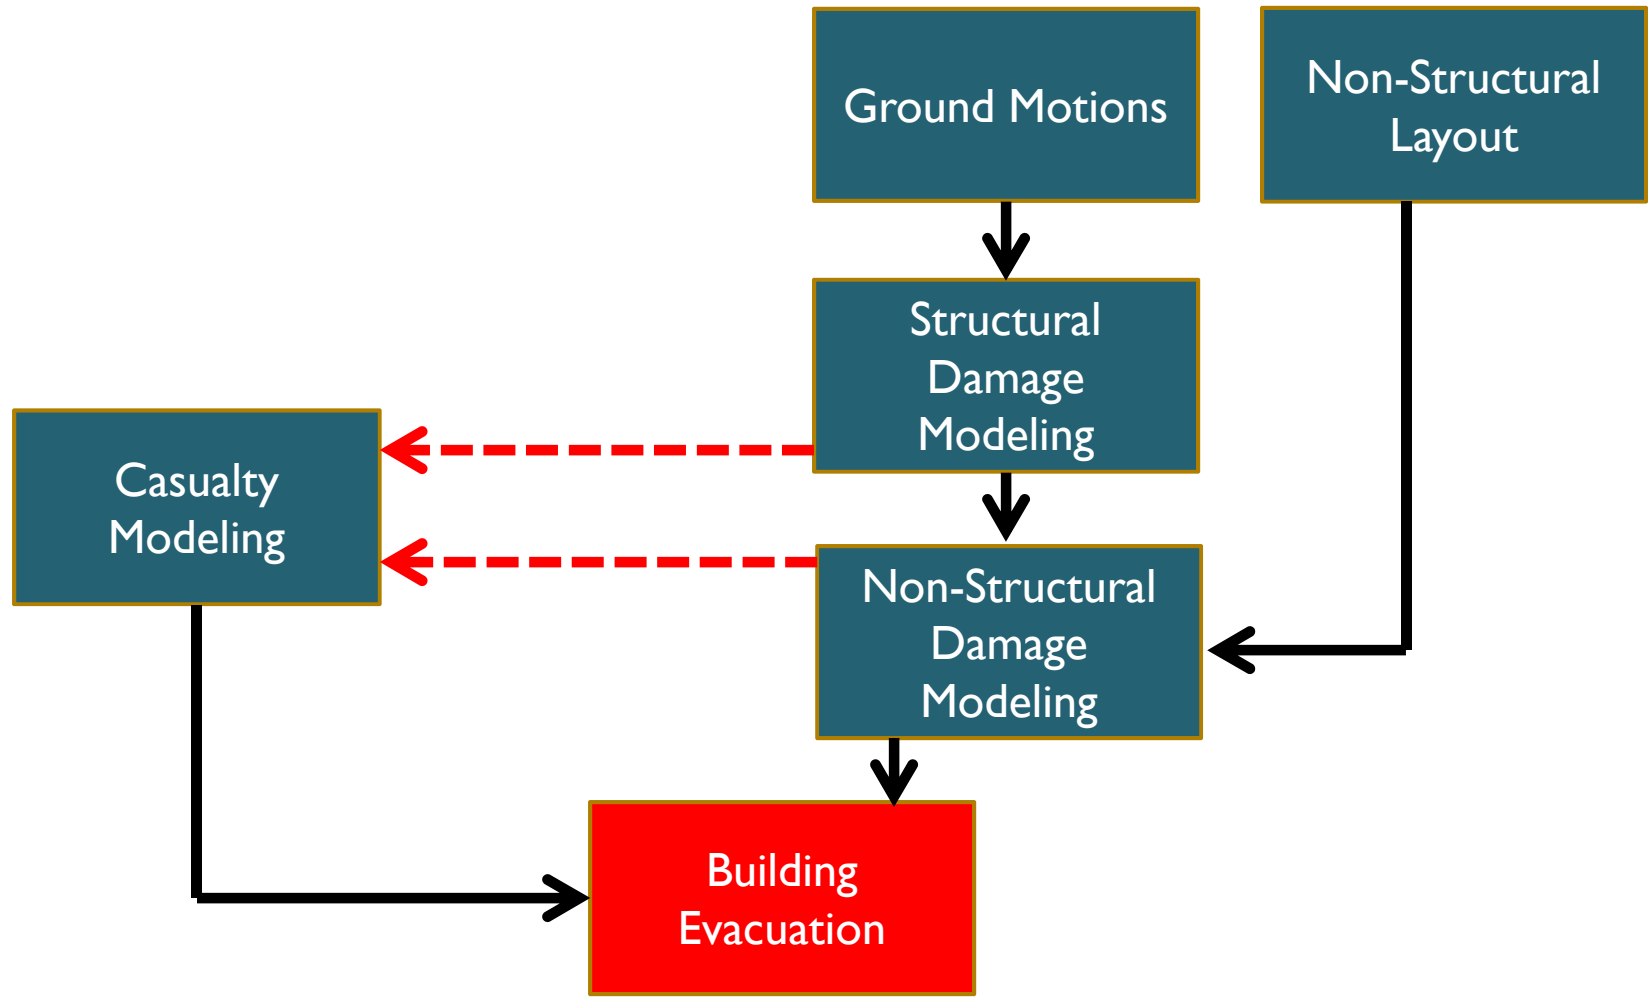 Ground Motions
Non-Structural
Layout
Structural
Damage
Modeling
Casualty
Modeling
Non-Structural
Damage
Modeling
Building
Evacuation